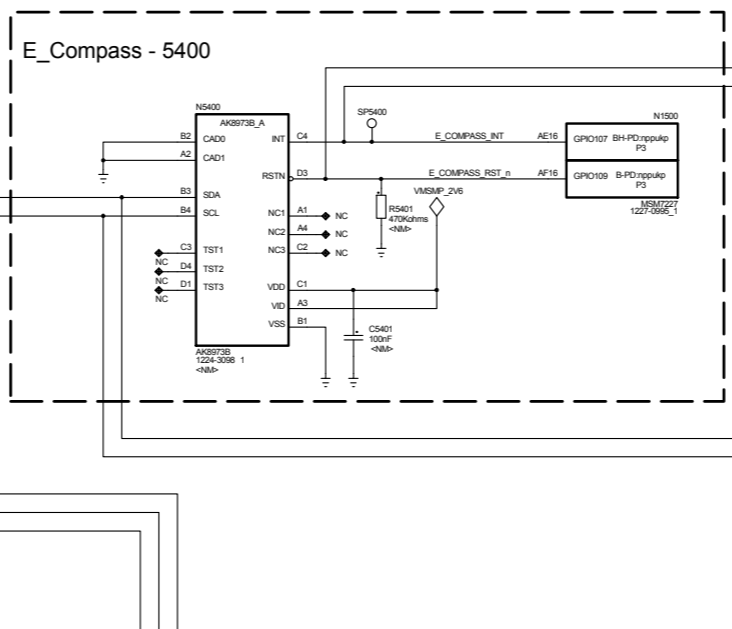 E_Compass - 5400
N5400
AK8973B_A
B2 CAD0
A2 CAD1
B3 SDA
B4 SCL
C3 TST1
NC
D4 TST2
NC
D1 TST3
NC
INT C4
RSTN D3
NC1 A1 NC
NC2 A4 NC
NC3 C2 NC
VDD C1
VID A3
VSS B1
AK8973B
1224-3098 1
<NM>
SP5400
E_COMPASS_INT AE16
E_COMPASS_RST_n AF16
VMSMP_2V6
R5401
470Kohms
<NM>
C5401
100nF
<NM>
N1500
GPIO107 BH-PD:nppukp
P3
GPIO109 B-PD:nppukp
P3
MSM7227
1227-0995_1